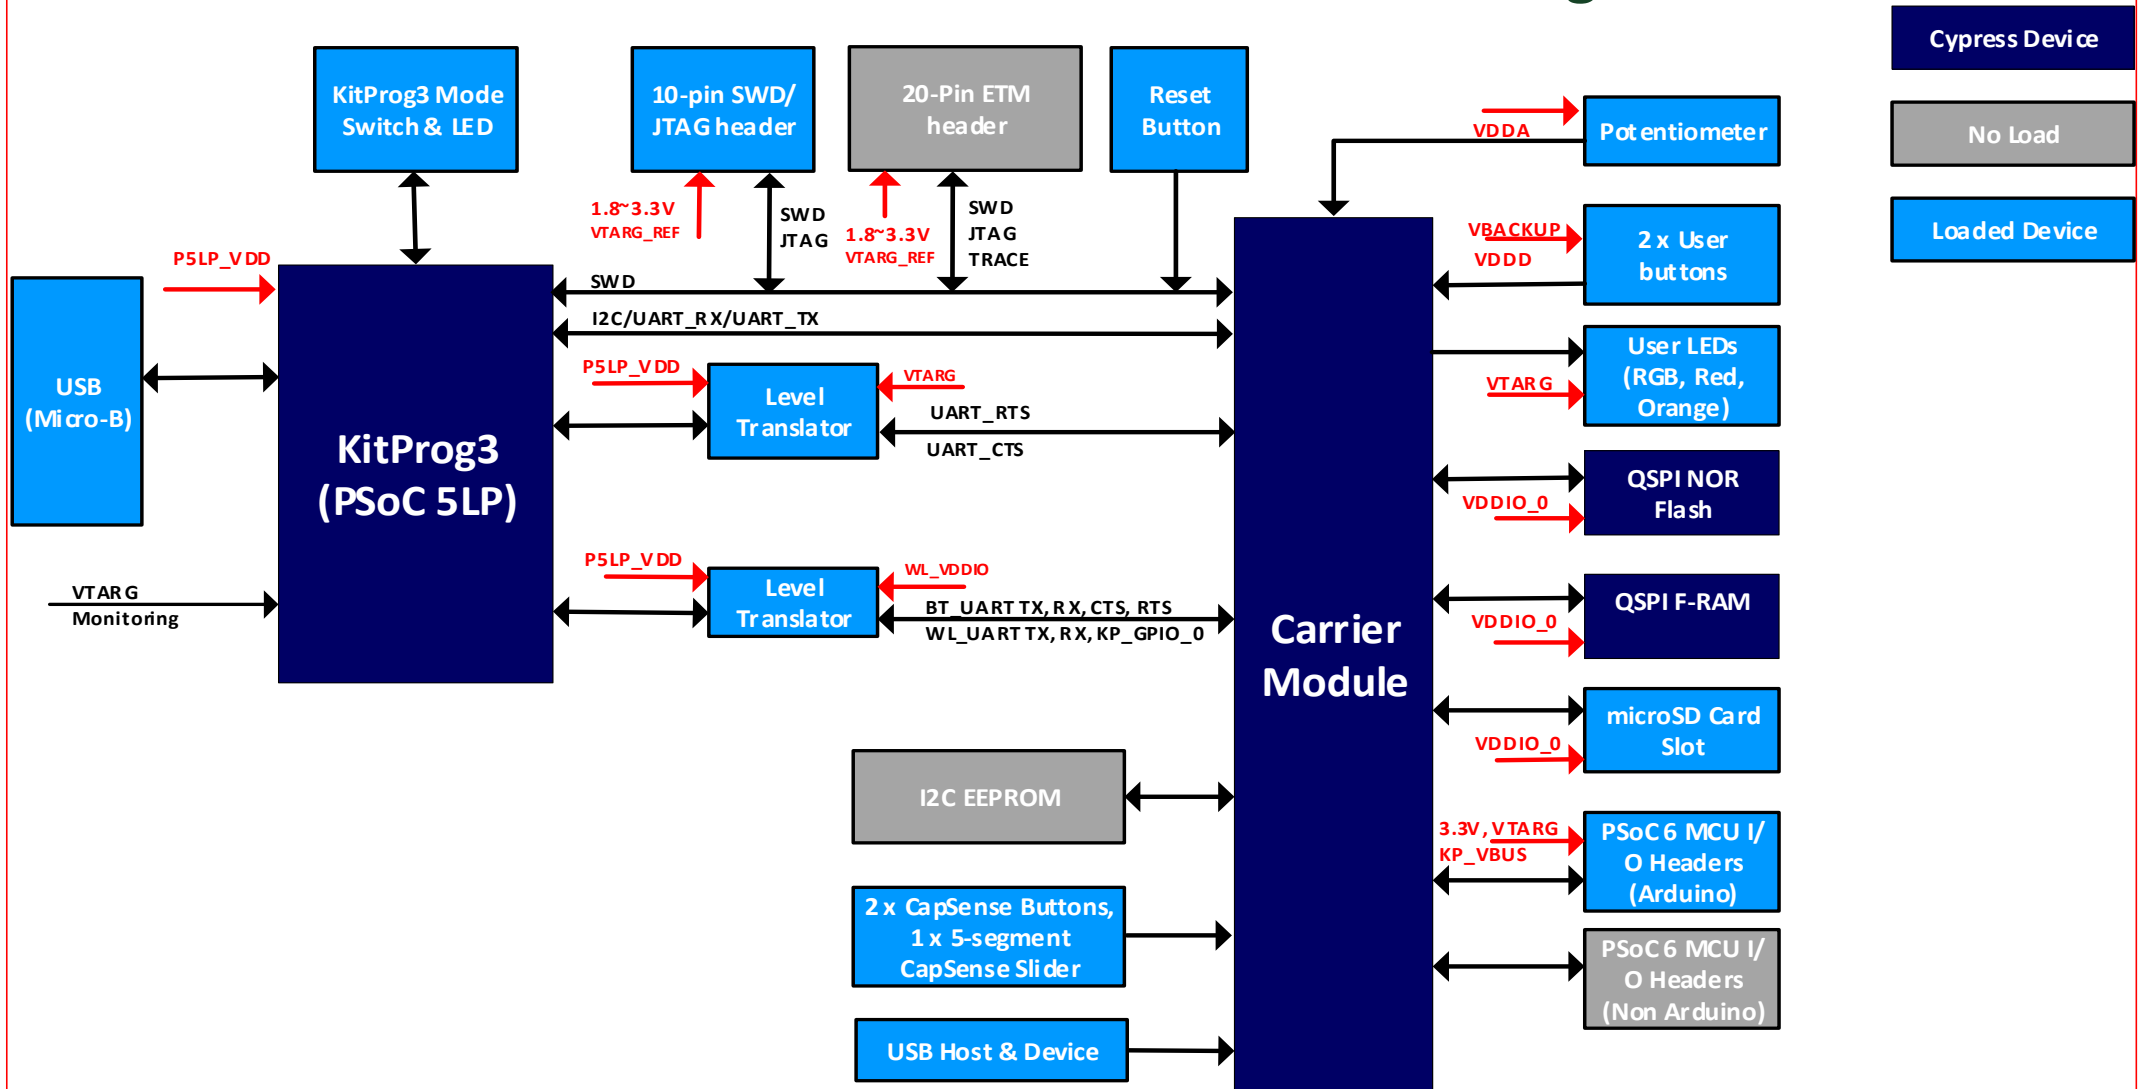 Cypress Device
No Load
Loaded Device
KitProg3 Mode
Switch & LED
10-pin SWD/
JTAG header
20-Pin ETM
header
Reset
Button
1.8~3.3V
VTARG_REF
SWD
JTAG
1.8~3.3V
VTARG_REF
SWD
JTAG
TRACE
P5LP_VDD
USB
(Micro-B)
VTARG
Monitoring
KitProg3
(PSoC 5LP)
SWD
I2C/UART_RX/UART_TX
P5LP_VDD
Level
Translator
VTARG
UART_RTS
UART_CTS
P5LP_VDD
Level
Translator
WL_VDDIO
BT_UART TX, RX, CTS, RTS
WL_UART TX, RX, KP_GPIO_0
I2C EEPROM
2 x CapSense Buttons,
1 x 5-segment
CapSense Slider
USB Host & Device
Carrier
Module
VDDA
Potentiometer
VBACKUP
VDDD
2 x User
buttons
User LEDs
(RGB, Red,
Orange)
VTARG
QSPI NOR
Flash
VDDIO_0
QSPI F-RAM
VDDIO_0
microSD Card
Slot
VDDIO_0
3.3V, VTARG
KP_VBUS
PSoC 6 MCU I/
O Headers
(Arduino)
PSoC 6 MCU I/
O Headers
(Non Arduino)